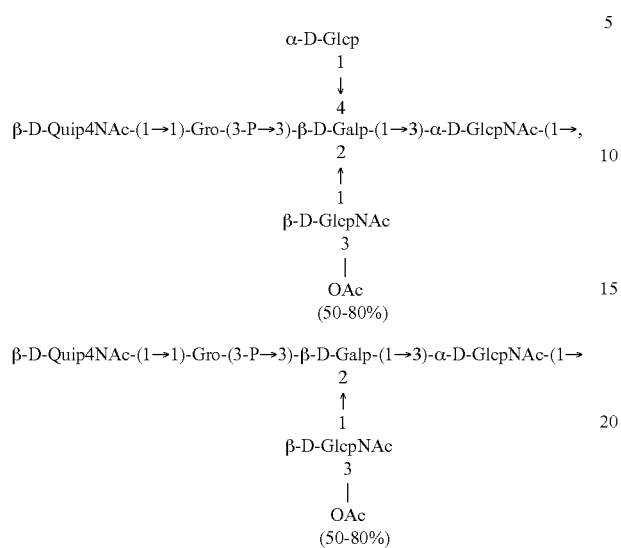 5
α-D-Glcp
1
↓
4
β-D-Quip4NAc-(1→1)-Gro-(3-P→3)-β-D-Galp-(1→3)-α-D-GlcpNAc-(1→,
2
10
↑
1
β-D-GlcpNAc
3
|
OAc
15
(50-80%)
β-D-Quip4NAc-(1→1)-Gro-(3-P→3)-β-D-Galp-(1→3)-α-D-GlcpNAc-(1→
2
↑
1
20
β-D-GlcpNAc
3
|
OAc
(50-80%)